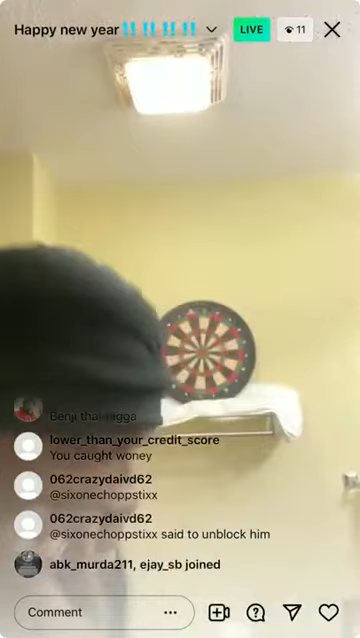 Happy new year‼️‼️‼️‼️
LIVE
11
Benji that nigga
lower_than_your_credit_score
You caught woney
062crazydaivd62
@sixonechoppstixx
062crazydaivd62
@sixonechoppstixx said to unblock him
abk_murda211, ejay_sb joined
Comment